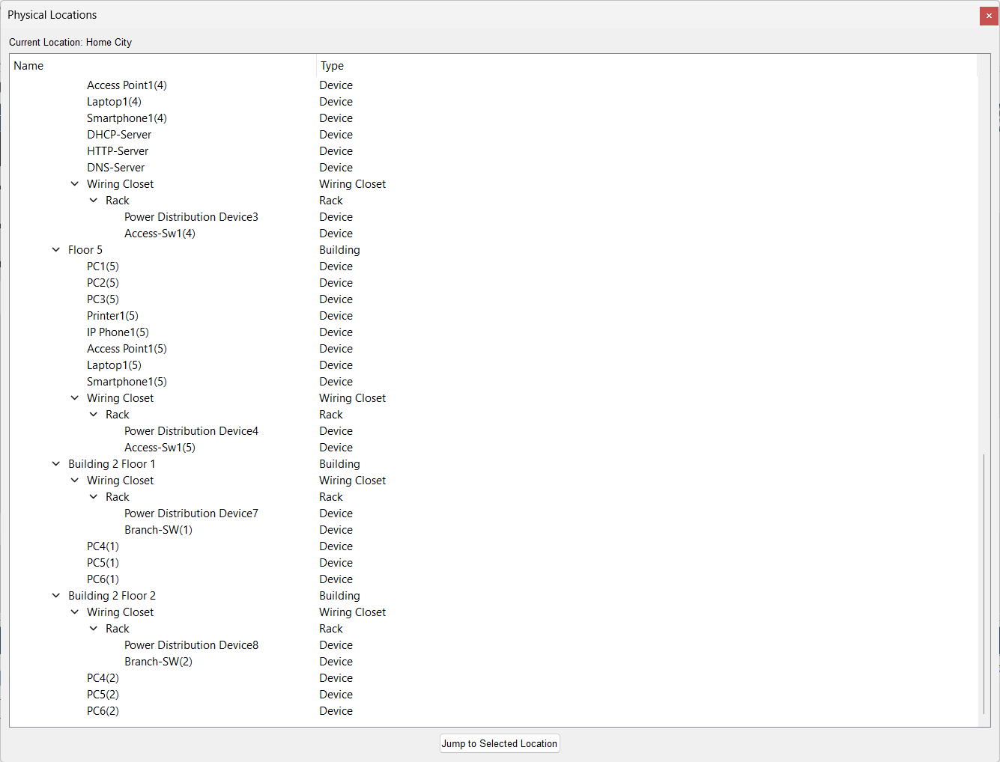 Physical Locations
Current Location: Home City
Name Type
Access Point1(4) Device
Laptop1(4) Device
Smartphone1(4) Device
DHCP-Server Device
HTTP-Server Device
DNS-Server Device
Wiring Closet Wiring Closet
Rack Rack
Power Distribution Device3 Device
Access-Sw1(4) Device
Floor 5 Building
PC1(5) Device
PC2(5) Device
PC3(5) Device
Printer1(5) Device
IP Phone1(5) Device
Access Point1(5) Device
Laptop1(5) Device
Smartphone1(5) Device
Wiring Closet Wiring Closet
Rack Rack
Power Distribution Device4 Device
Access-Sw1(5) Device
Building 2 Floor 1 Building
Wiring Closet Wiring Closet
Rack Rack
Power Distribution Device7 Device
Branch-SW(1) Device
PC4(1) Device
PC5(1) Device
PC6(1) Device
Building 2 Floor 2 Building
Wiring Closet Wiring Closet
Rack Rack
Power Distribution Device8 Device
Branch-SW(2) Device
PC4(2) Device
PC5(2) Device
PC6(2) Device
Jump to Selected Location